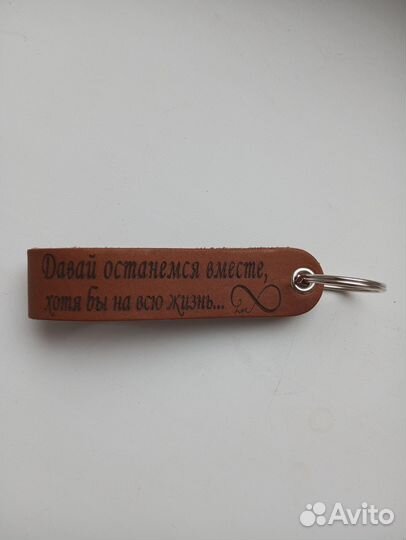 Давай останемся вместе,
хотя бы на всю жизнь...
Avito